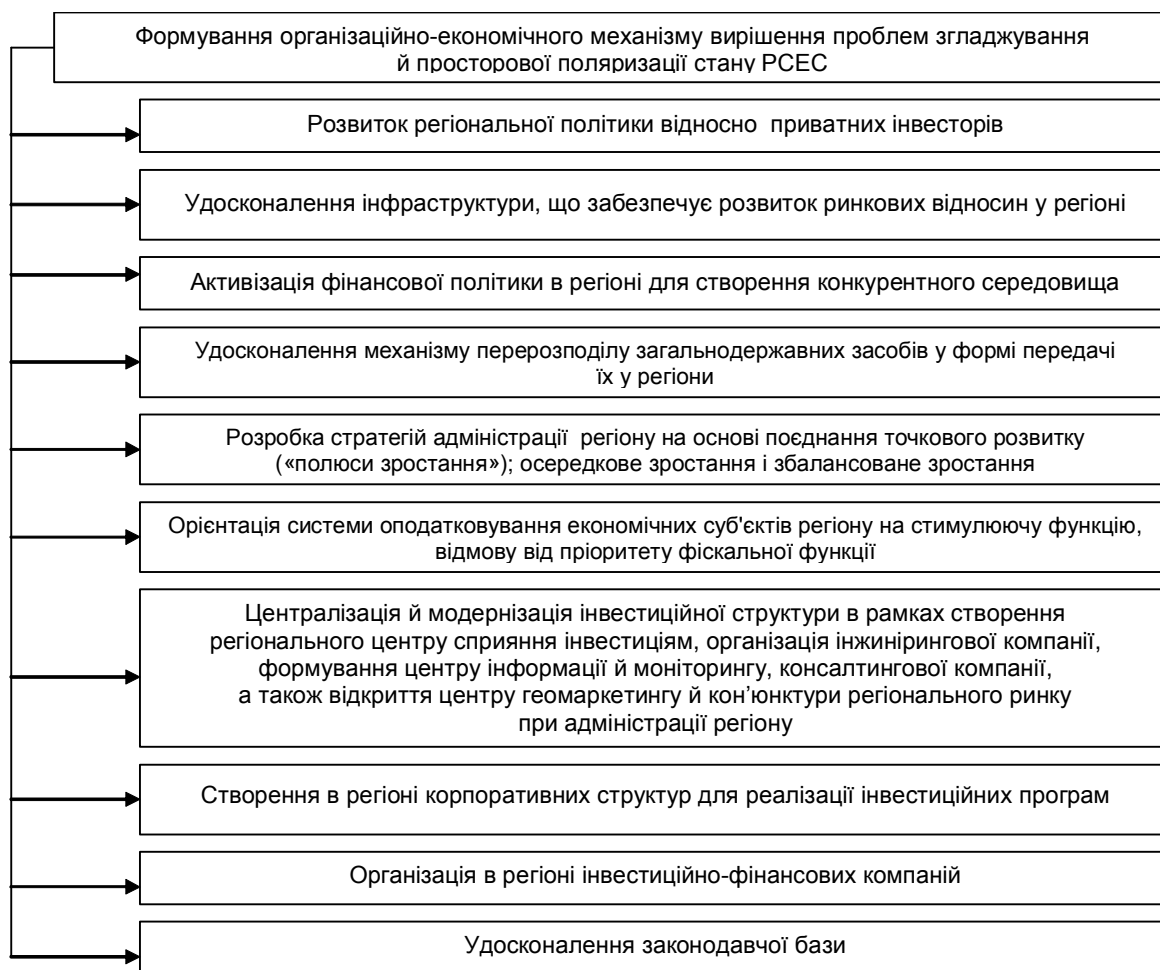 Формування організаційно-економічного механізму вирішення проблем згладжування
й просторової поляризації стану РСЕС
Розвиток регіональної політики відносно приватних інвесторів
Удосконалення інфраструктури, що забезпечує розвиток ринкових відносин у регіоні
Активізація фінансової політики в регіоні для створення конкурентного середовища
Удосконалення механізму перерозподілу загальнодержавних засобів у формі передачі
їх у регіони
Розробка стратегій адміністрації регіону на основі поєднання точкового розвитку
(«полюси зростання»); осередкове зростання і збалансоване зростання
Орієнтація системи оподатковування економічних суб'єктів регіону на стимулюючу функцію,
відмову від пріоритету фіскальної функції
Централізація й модернізація інвестиційної структури в рамках створення
регіонального центру сприяння інвестиціям, організація інжинірингової компанії,
формування центру інформації й моніторингу, консалтингової компанії,
а також відкриття центру геомаркетингу й кон’юнктури регіонального ринку
при адміністрації регіону
Створення в регіоні корпоративних структур для реалізації інвестиційних програм
Організація в регіоні інвестиційно-фінансових компаній
Удосконалення законодавчої бази